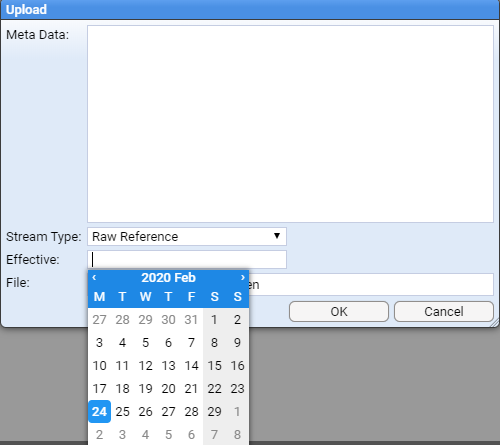 Upload
Meta Data:
Stream Type: Raw Reference
Effective:
File:
OK Cancel
‹ 2020 Feb ›
M T W T F S S
27 28 29 30 31 1 2
3 4 5 6 7 8 9
10 11 12 13 14 15 16
17 18 19 20 21 22 23
24 25 26 27 28 29 1
2 3 4 5 6 7 8